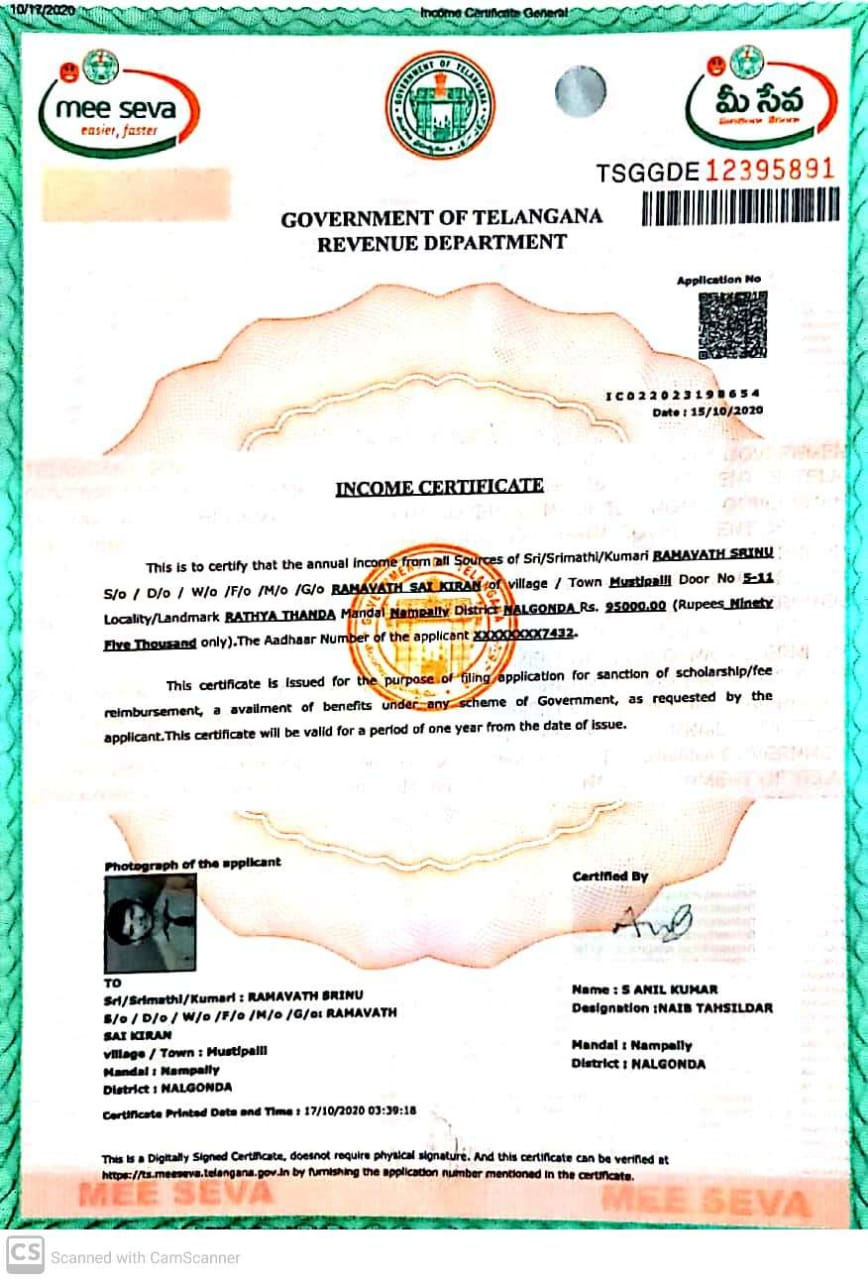 10/17/2020
Income Certificate General
mee seva
easier, faster
GOVERNMENT OF TELANGANA
మీ సేవ
TSGGDE 12395891
GOVERNMENT OF TELANGANA
REVENUE DEPARTMENT
Application No
IC022023198654
Date : 15/10/2020
INCOME CERTIFICATE
This is to certify that the annual income from all Sources of Sri/Srimathi/Kumari RAMAVATH SRINU
S/o / D/o / W/o /F/o /M/o /G/o RAMAVATH SAI KIRAN of village / Town Mustipalli Door No 5-11
Locality/Landmark RATHYA THANDA Mandal Nampally District NALGONDA Rs. 95000.00 (Rupees Ninety
Five Thousand only).The Aadhaar Number of the applicant XXXXXXXX7432.
This certificate is issued for the purpose of filing application for sanction of scholarship/fee
reimbursement, a availment of benefits under any scheme of Government, as requested by the
applicant.This certificate will be valid for a period of one year from the date of issue.
Photograph of the applicant
Certified By
TO
Sri/Srimathi/Kumari : RAMAVATH SRINU
S/o / D/o / W/o /F/o /M/o /G/o: RAMAVATH
SAI KIRAN
village / Town : Mustipalli
Mandal : Nampally
District : NALGONDA
Name : S ANIL KUMAR
Designation :NAIB TAHSILDAR
Mandal : Nampally
District : NALGONDA
Certificate Printed Date and Time : 17/10/2020 03:39:18
This is a Digitally Signed Certificate, doesnot require physical signature. And this certificate can be verified at
https://ts.meeseva.telangana.gov.in by furnishing the application number mentioned in the certificate.
MEE SEVA
MEE SEVA
CS Scanned with CamScanner